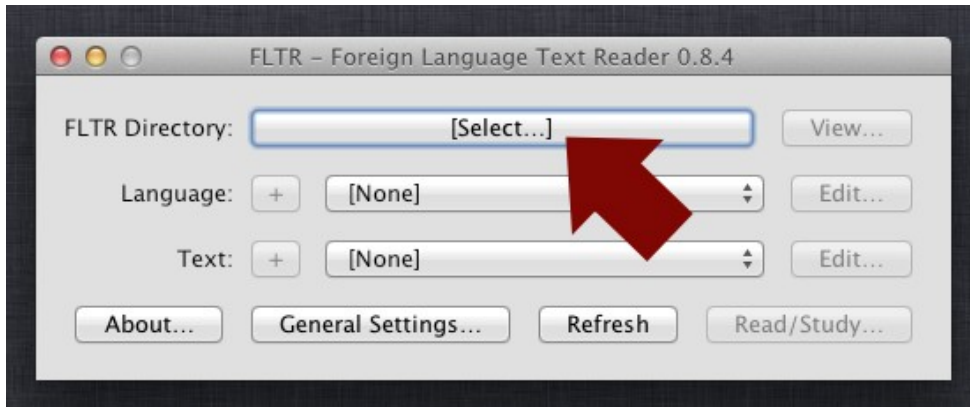 FLTR – Foreign Language Text Reader 0.8.4
FLTR Directory: [Select...] View...
Language: + [None] Edit...
Text: + [None] Edit...
About... General Settings... Refresh Read/Study...